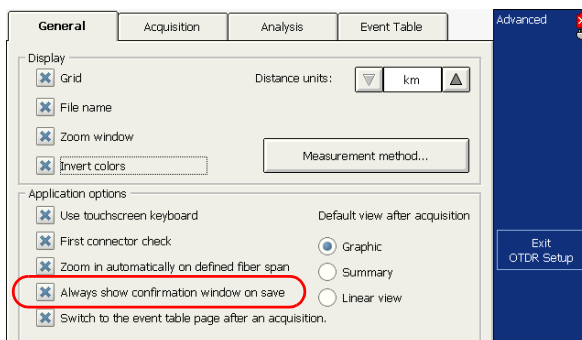 General
Acquisition
Analysis
Event Table
Advanced
Display
Grid
Distance units:
km
File name
Zoom window
Invert colors
Measurement method...
Application options
Use touchscreen keyboard
Default view after acquisition
First connector check
Graphic
Zoom in automatically on defined fiber span
Summary
Always show confirmation window on save
Linear view
Switch to the event table page after an acquisition.
Exit
OTDR Setup